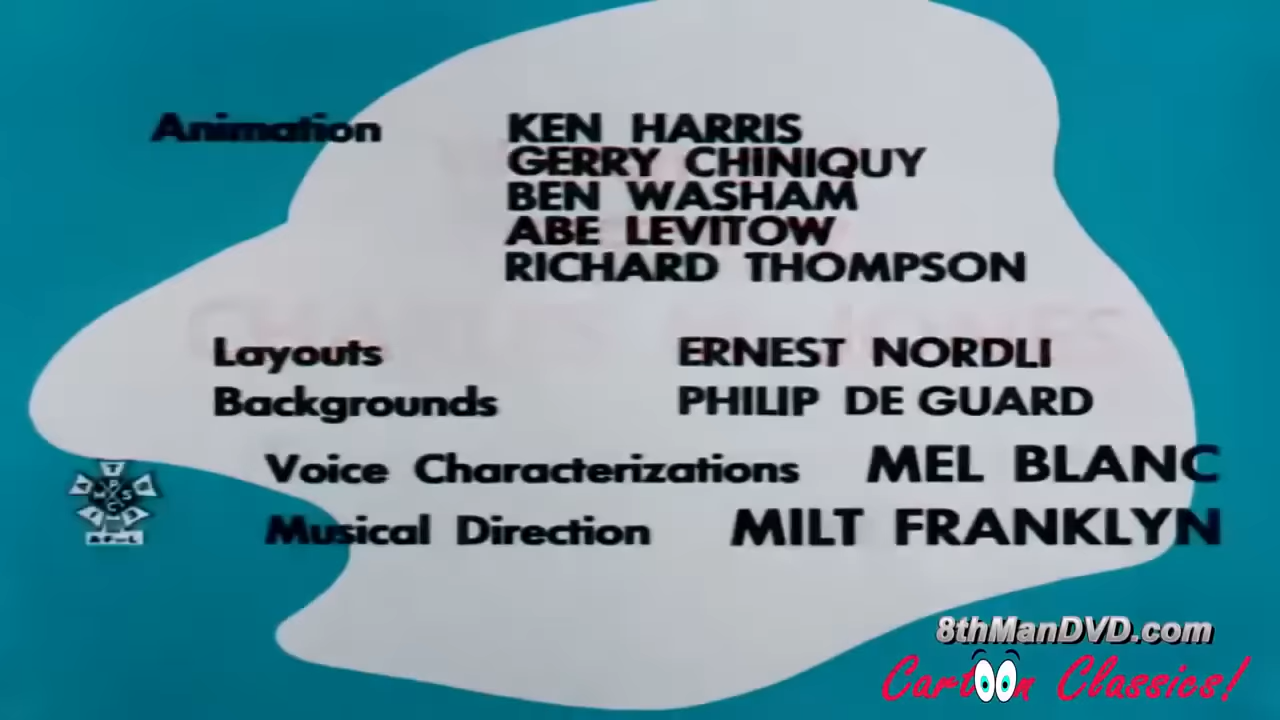 Animation KEN HARRIS
GERRY CHINIQUY
BEN WASHAM
ABE LEVITOW
RICHARD THOMPSON
Layouts ERNEST NORDLI
Backgrounds PHILIP DE GUARD
Voice Characterizations MEL BLANC
Musical Direction MILT FRANKLYN
8thManDVD.com
Cartoon Classics!